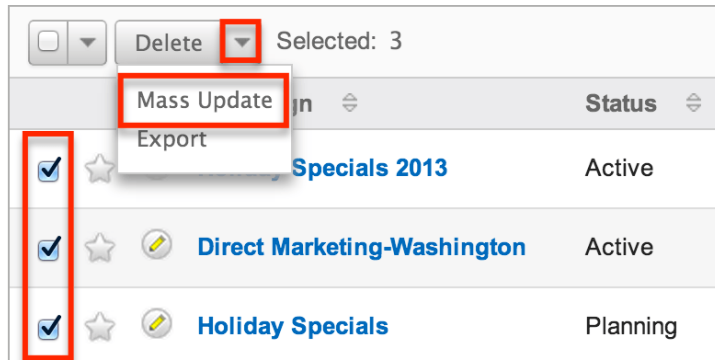 Delete Selected: 3
Mass Update
Export
Status
Specials 2013 Active
Direct Marketing-Washington Active
Holiday Specials Planning